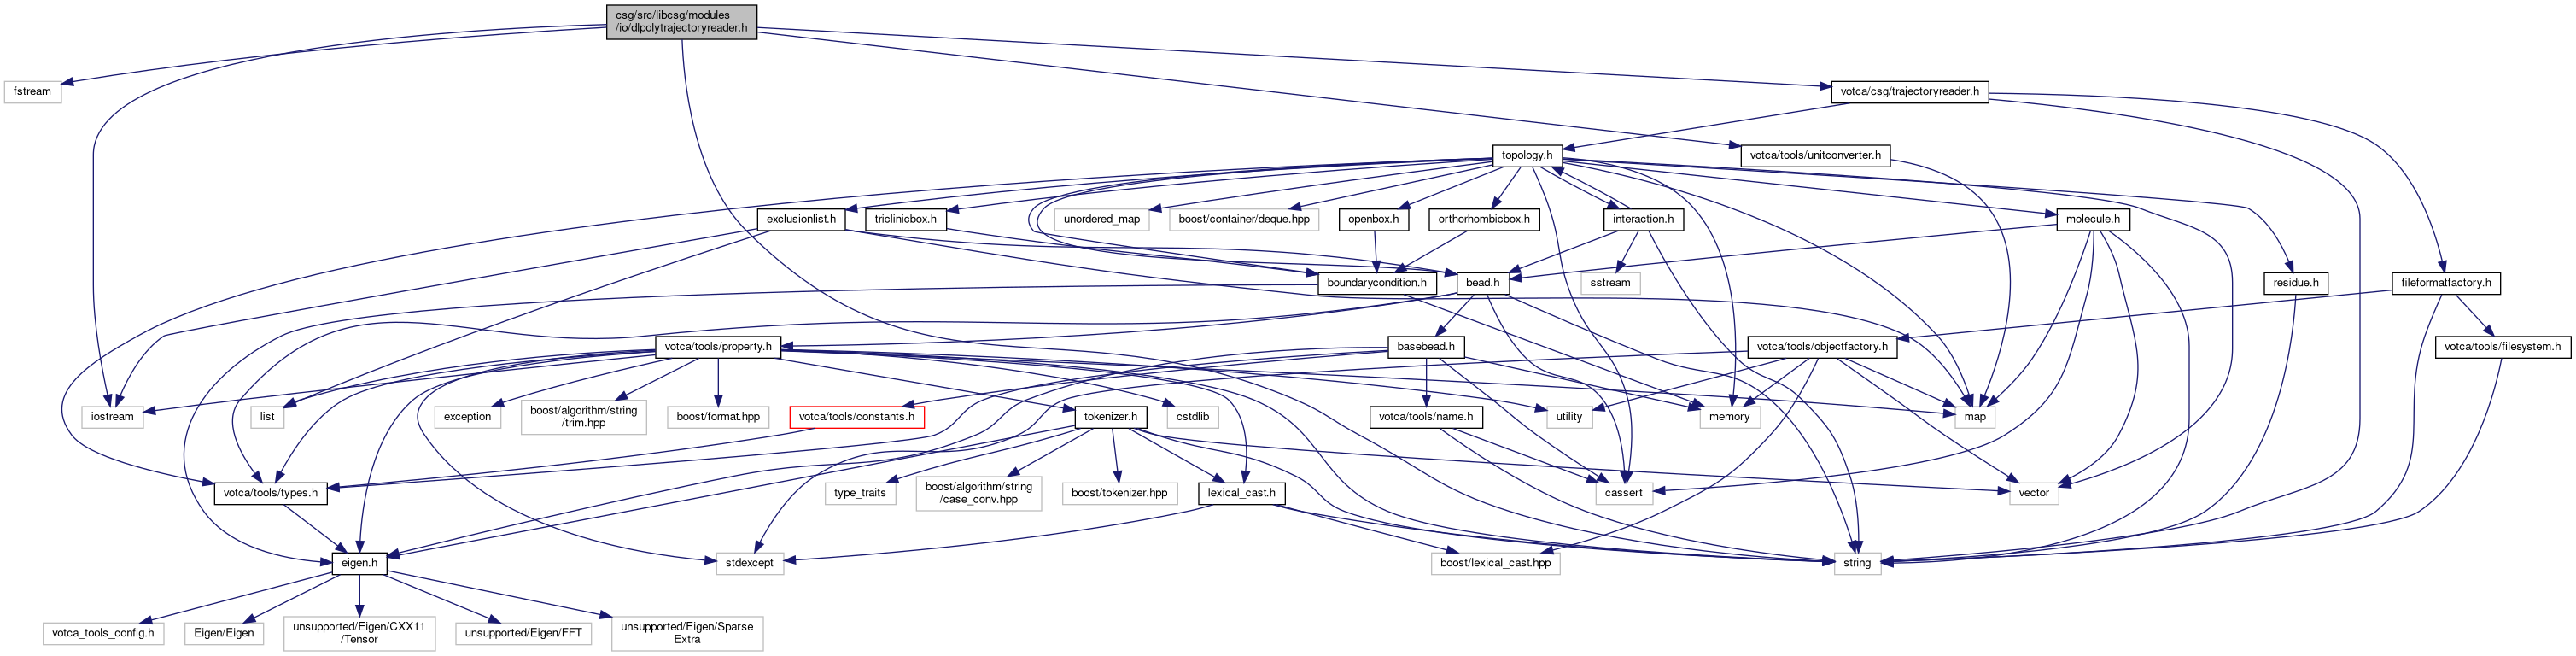 csg/src/libcsg/modules
/io/dlpolytrajectoryreader.h
fstream
votca/csg/trajectoryreader.h
topology.h
votca/tools/unitconverter.h
exclusionlist.h
triclinicbox.h
unordered_map
boost/container/deque.hpp
openbox.h
orthorhombicbox.h
interaction.h
molecule.h
boundarycondition.h
bead.h
sstream
residue.h
fileformatfactory.h
votca/tools/property.h
basebead.h
votca/tools/objectfactory.h
votca/tools/filesystem.h
iostream
list
exception
boost/algorithm/string
/trim.hpp
boost/format.hpp
votca/tools/constants.h
tokenizer.h
cstdlib
votca/tools/name.h
utility
memory
map
votca/tools/types.h
type_traits
boost/algorithm/string
/case_conv.hpp
boost/tokenizer.hpp
lexical_cast.h
cassert
vector
eigen.h
stdexcept
boost/lexical_cast.hpp
string
votca_tools_config.h
Eigen/Eigen
unsupported/Eigen/CXX11
/Tensor
unsupported/Eigen/FFT
unsupported/Eigen/Sparse
Extra